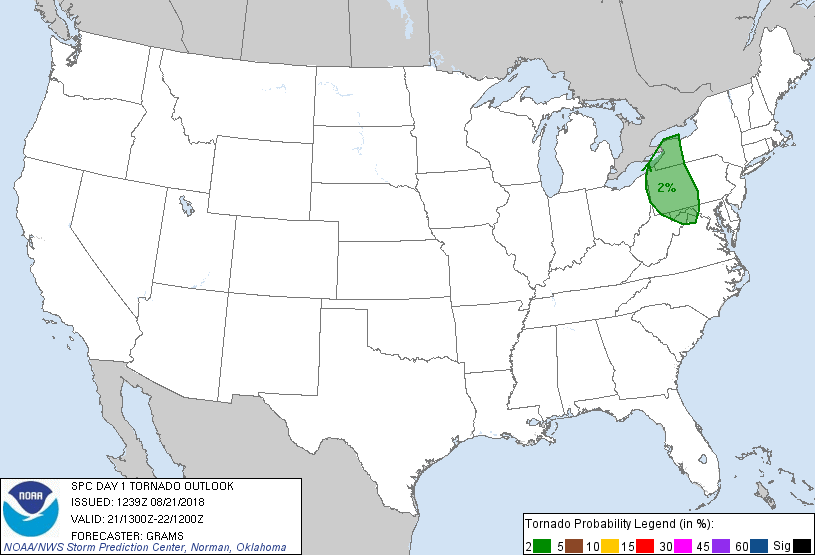 2%
SPC DAY 1 TORNADO OUTLOOK
ISSUED: 1239Z 08/21/2018
VALID: 21/1300Z-22/1200Z
FORECASTER: GRAMS
NOAA/NWS Storm Prediction Center, Norman, Oklahoma
NOAA
Tornado Probability Legend (in %):
2 5 10 15 30 45 60 Sig